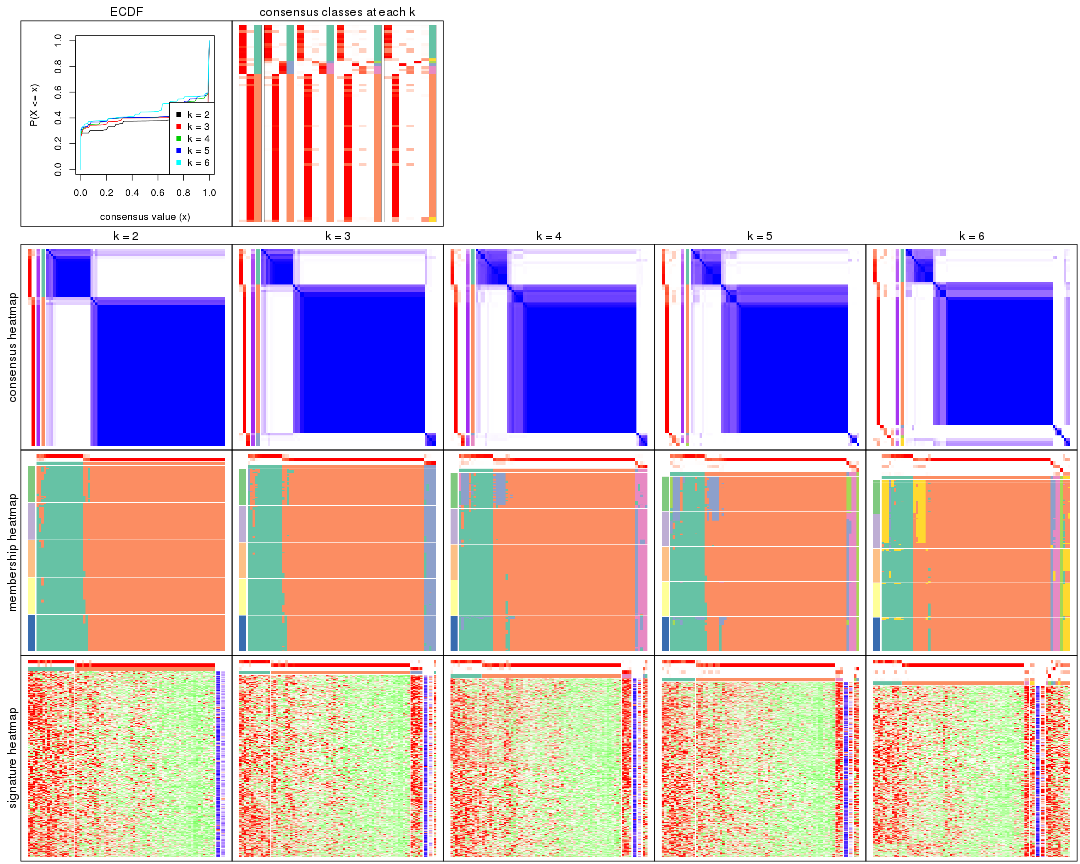 ECDF
consensus classes at each k
P(X <= x)
0.0 0.2 0.4 0.6 0.8 1.0
k = 2
k = 3
k = 4
k = 5
k = 6
0.0 0.2 0.4 0.6 0.8 1.0
consensus value (x)
k = 2
k = 3
k = 4
k = 5
k = 6
consensus heatmap
membership heatmap
signature heatmap